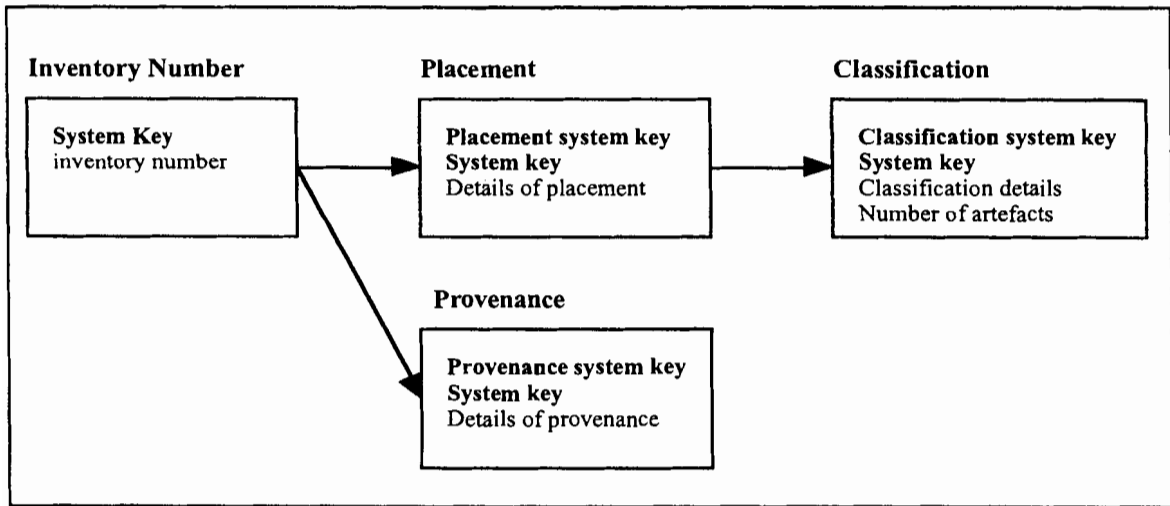 Inventory Number
System Key
inventory number
Placement
Placement system key
System key
Details of placement
Classification
Classification system key
System key
Classification details
Number of artefacts
Provenance
Provenance system key
System key
Details of provenance